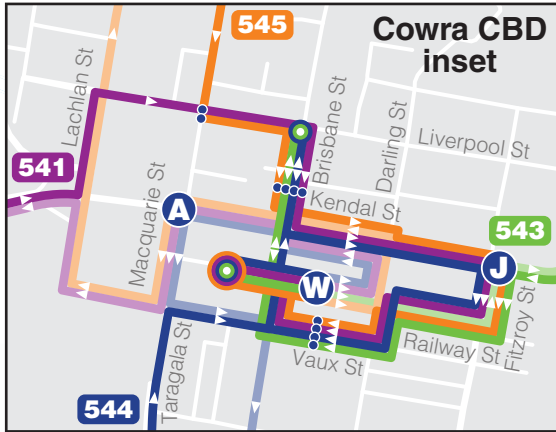 545
Cowra CBD
inset
Lachlan St
Brisbane St
Darling St
Liverpool St
541
Macquarie St
A
Kendal St
543
J
W
Fitzroy St
Taragala St
Vaux St
Railway St
544